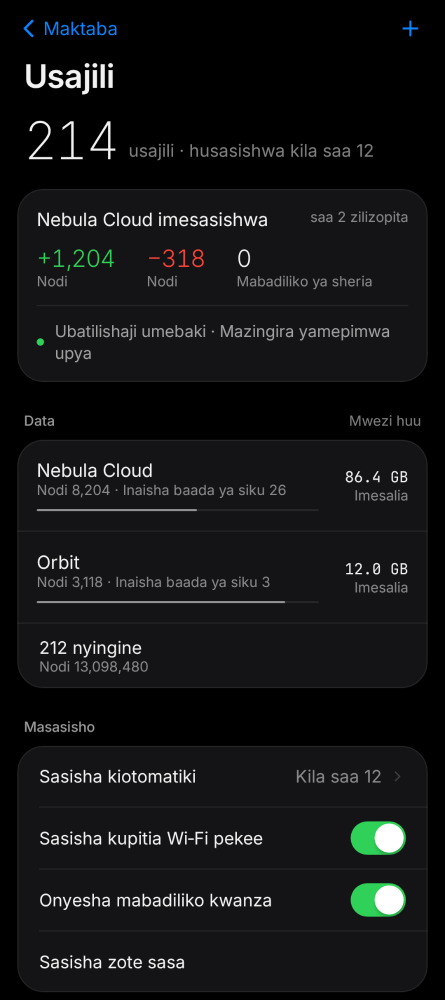 Maktaba
Usajili
214 usajili · husasishwa kila saa 12
Nebula Cloud imesasishwa
saa 2 zilizopita
+1,204 −318 0
Nodi Nodi Mabadiliko ya sheria
Ubatilishaji umebaki · Mazingira yamepimwa
upya
Data
Mwezi huu
Nebula Cloud
Nodi 8,204 · Inaisha baada ya siku 26
86.4 GB
Imesalia
Orbit
Nodi 3,118 · Inaisha baada ya siku 3
12.0 GB
Imesalia
212 nyingine
Nodi 13,098,480
Masasisho
Sasisha kiotomatiki
Kila saa 12
Sasisha kupitia Wi-Fi pekee
Onyesha mabadiliko kwanza
Sasisha zote sasa